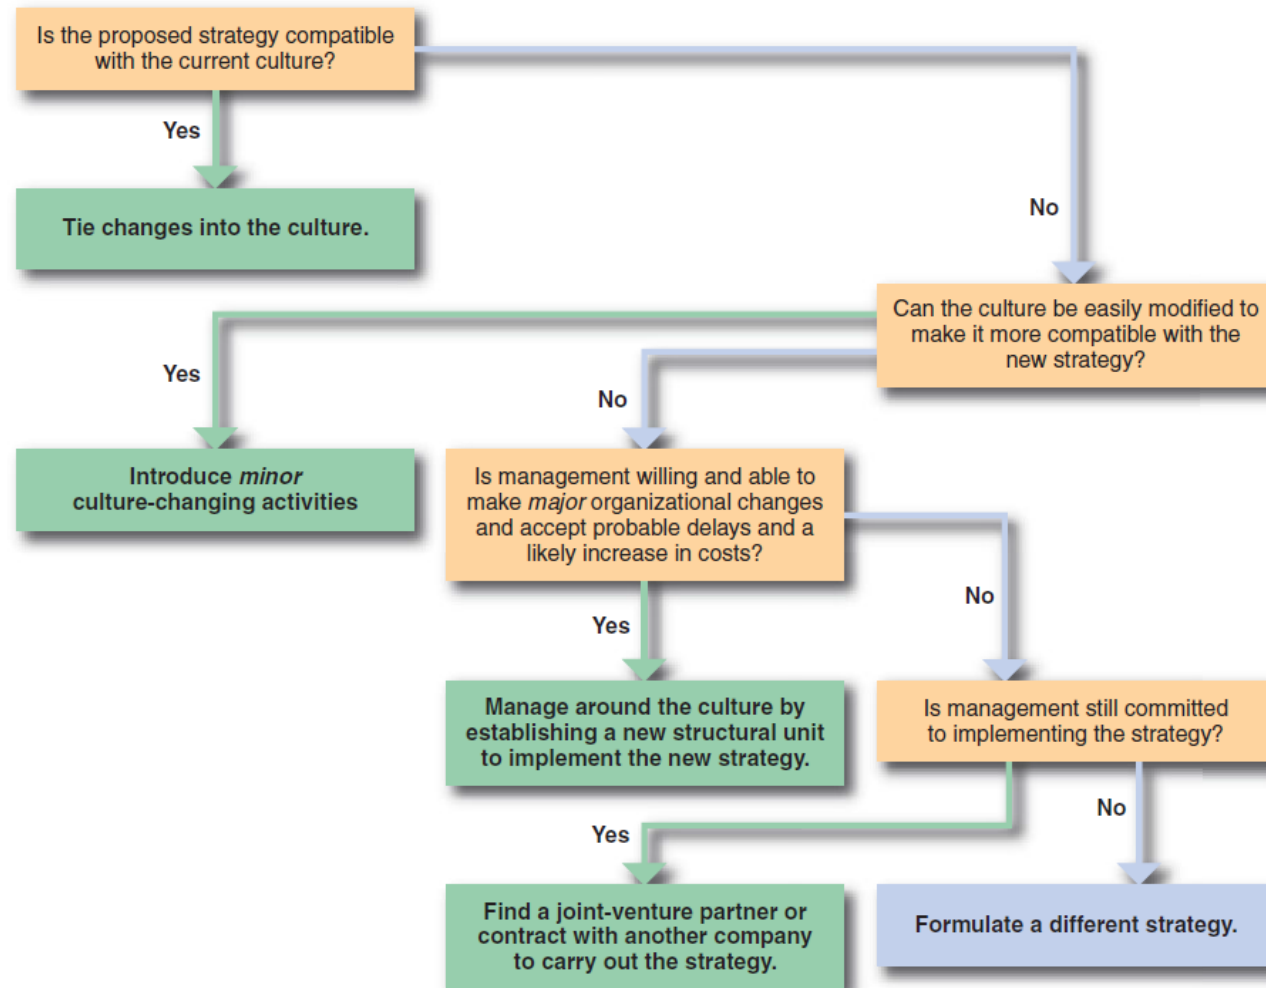 Is the proposed strategy compatible
with the current culture?
Yes
No
Tie changes into the culture.
Can the culture be easily modified to
make it more compatible with the
new strategy?
Yes
No
Introduce minor
culture-changing activities
Is management willing and able to
make major organizational changes
and accept probable delays and a
likely increase in costs?
Yes
No
Manage around the culture by
establishing a new structural unit
to implement the new strategy.
Is management still committed
to implementing the strategy?
Yes
No
Find a joint-venture partner or
contract with another company
to carry out the strategy.
Formulate a different strategy.